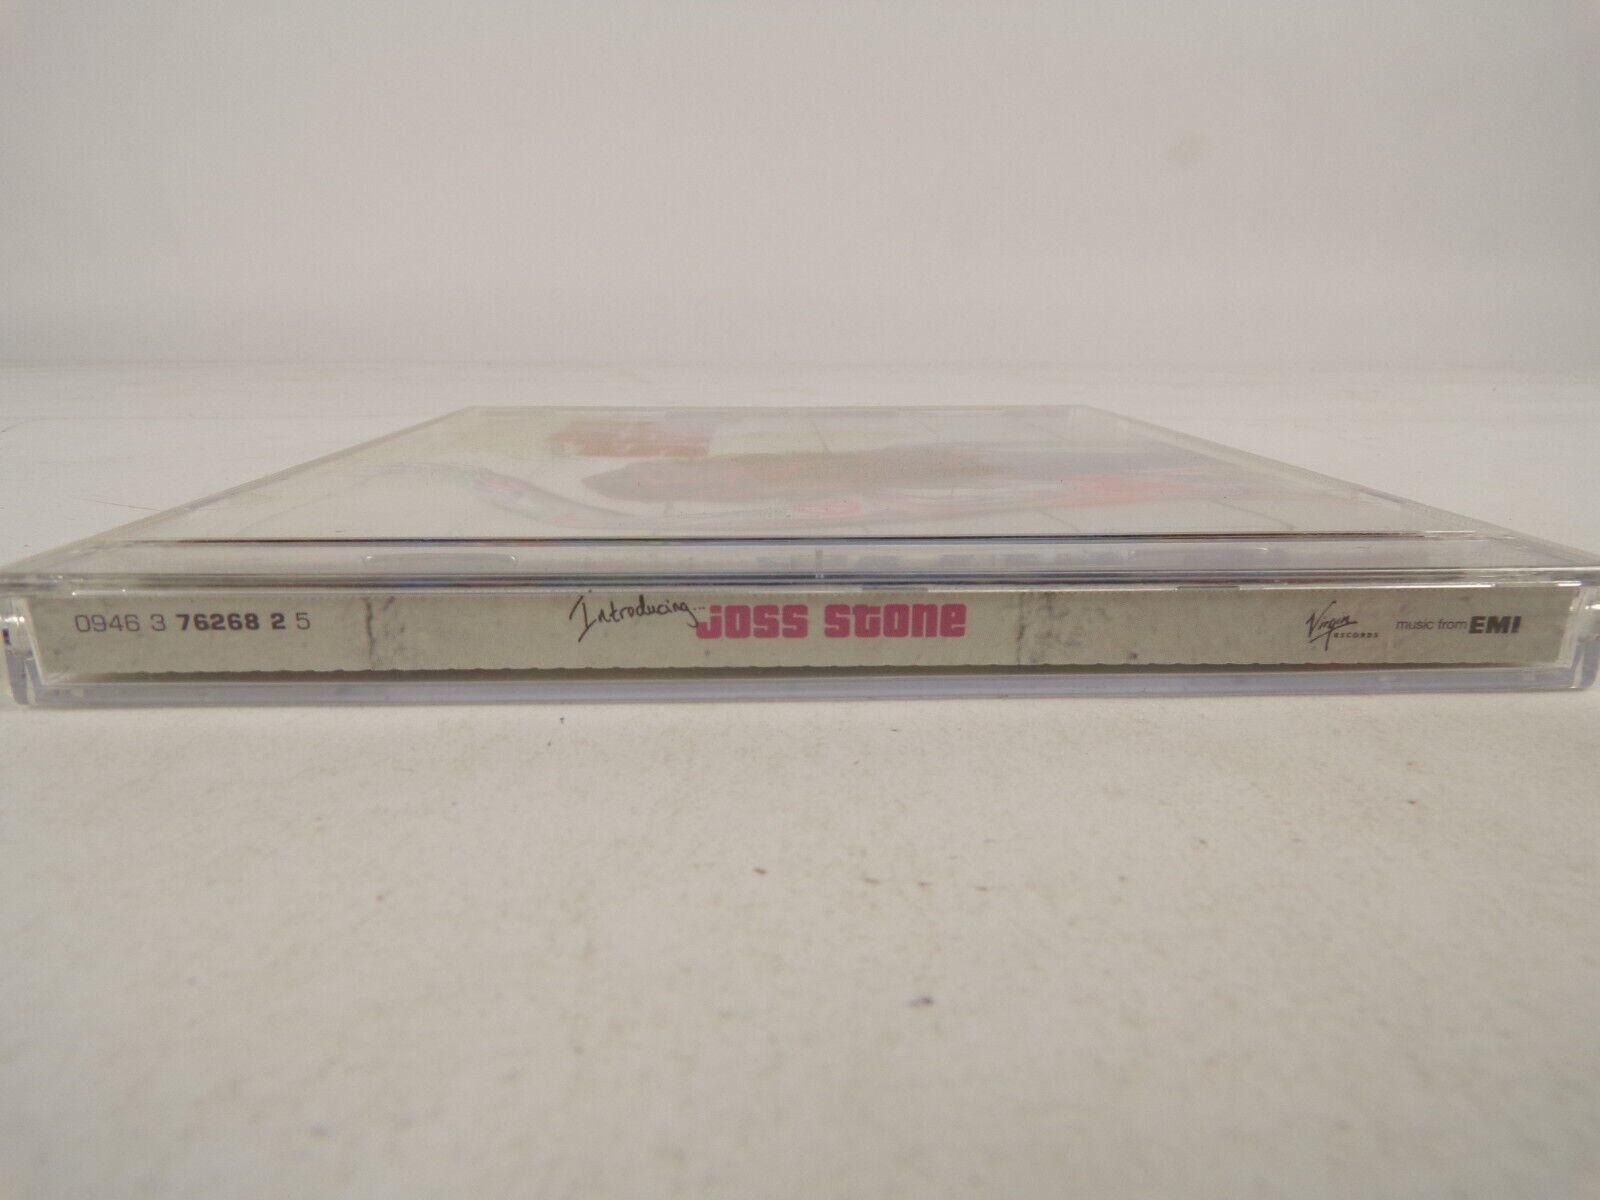 0946 3 76268 2 5
Introducing... Joss Stone
Virgin
RECORDS
music from EMI